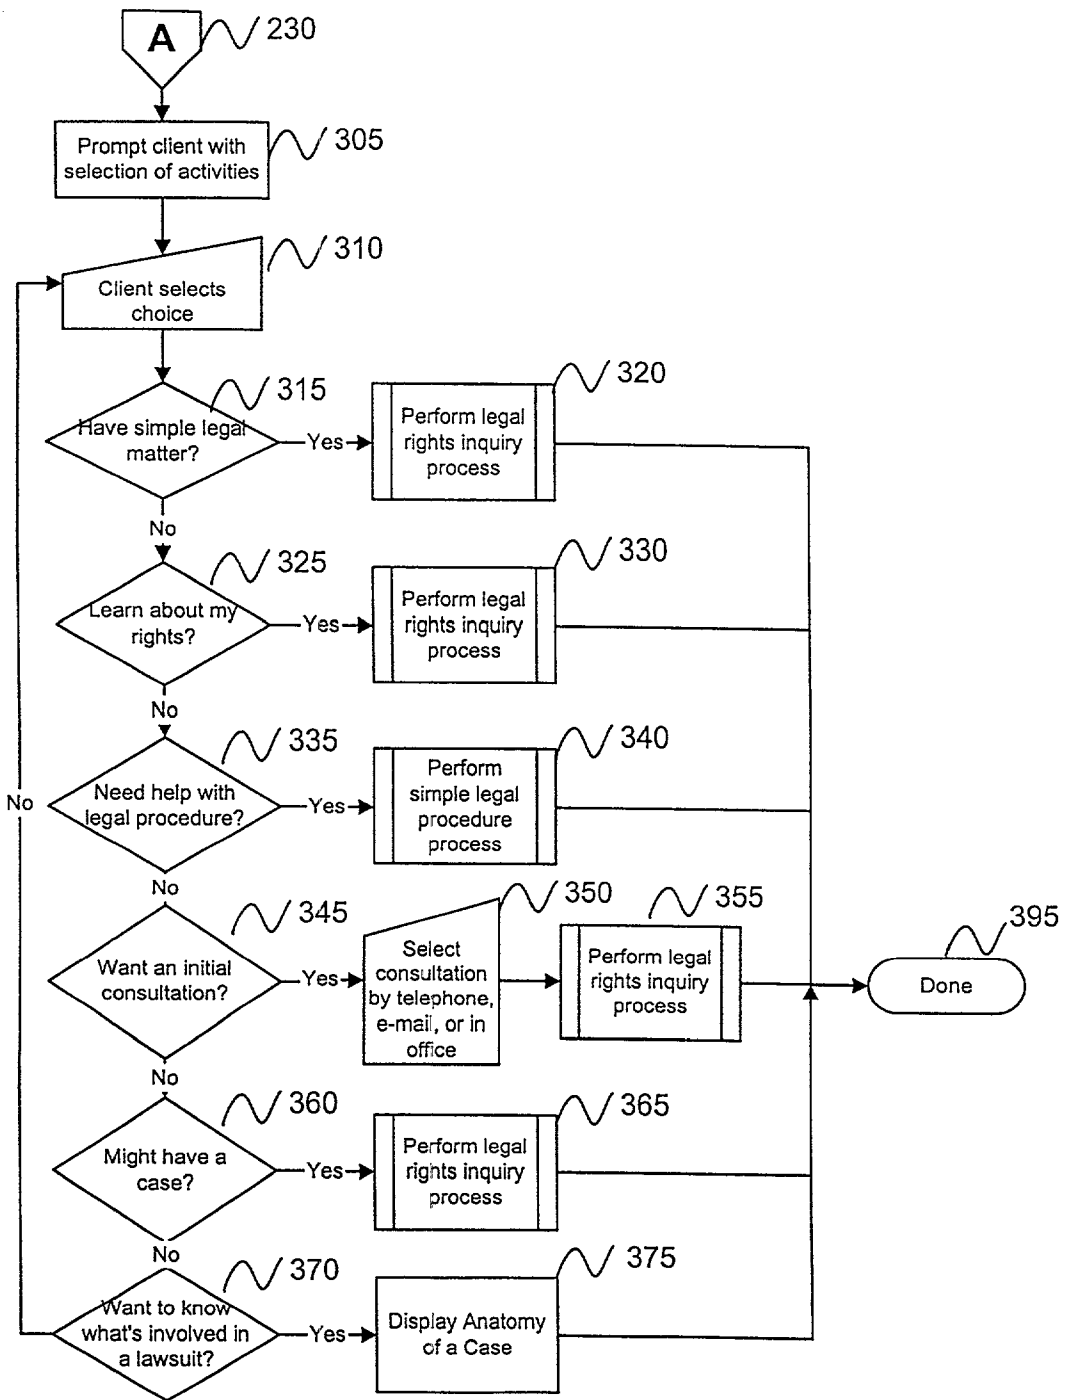 A
230
Prompt client with
selection of activities
305
310
Client selects
choice
315
Have simple legal
matter?
Yes
320
Perform legal
rights inquiry
process
No
325
Learn about my
rights?
Yes
330
Perform legal
rights inquiry
process
No
335
Need help with
legal procedure?
Yes
340
Perform
simple legal
procedure
process
No
No
345
Want an initial
consultation?
Yes
350
Select
consultation
by telephone,
e-mail, or in
office
355
Perform legal
rights inquiry
process
395
Done
No
360
Might have a
case?
Yes
365
Perform legal
rights inquiry
process
No
370
Want to know
what's involved in
a lawsuit?
Yes
375
Display Anatomy
of a Case